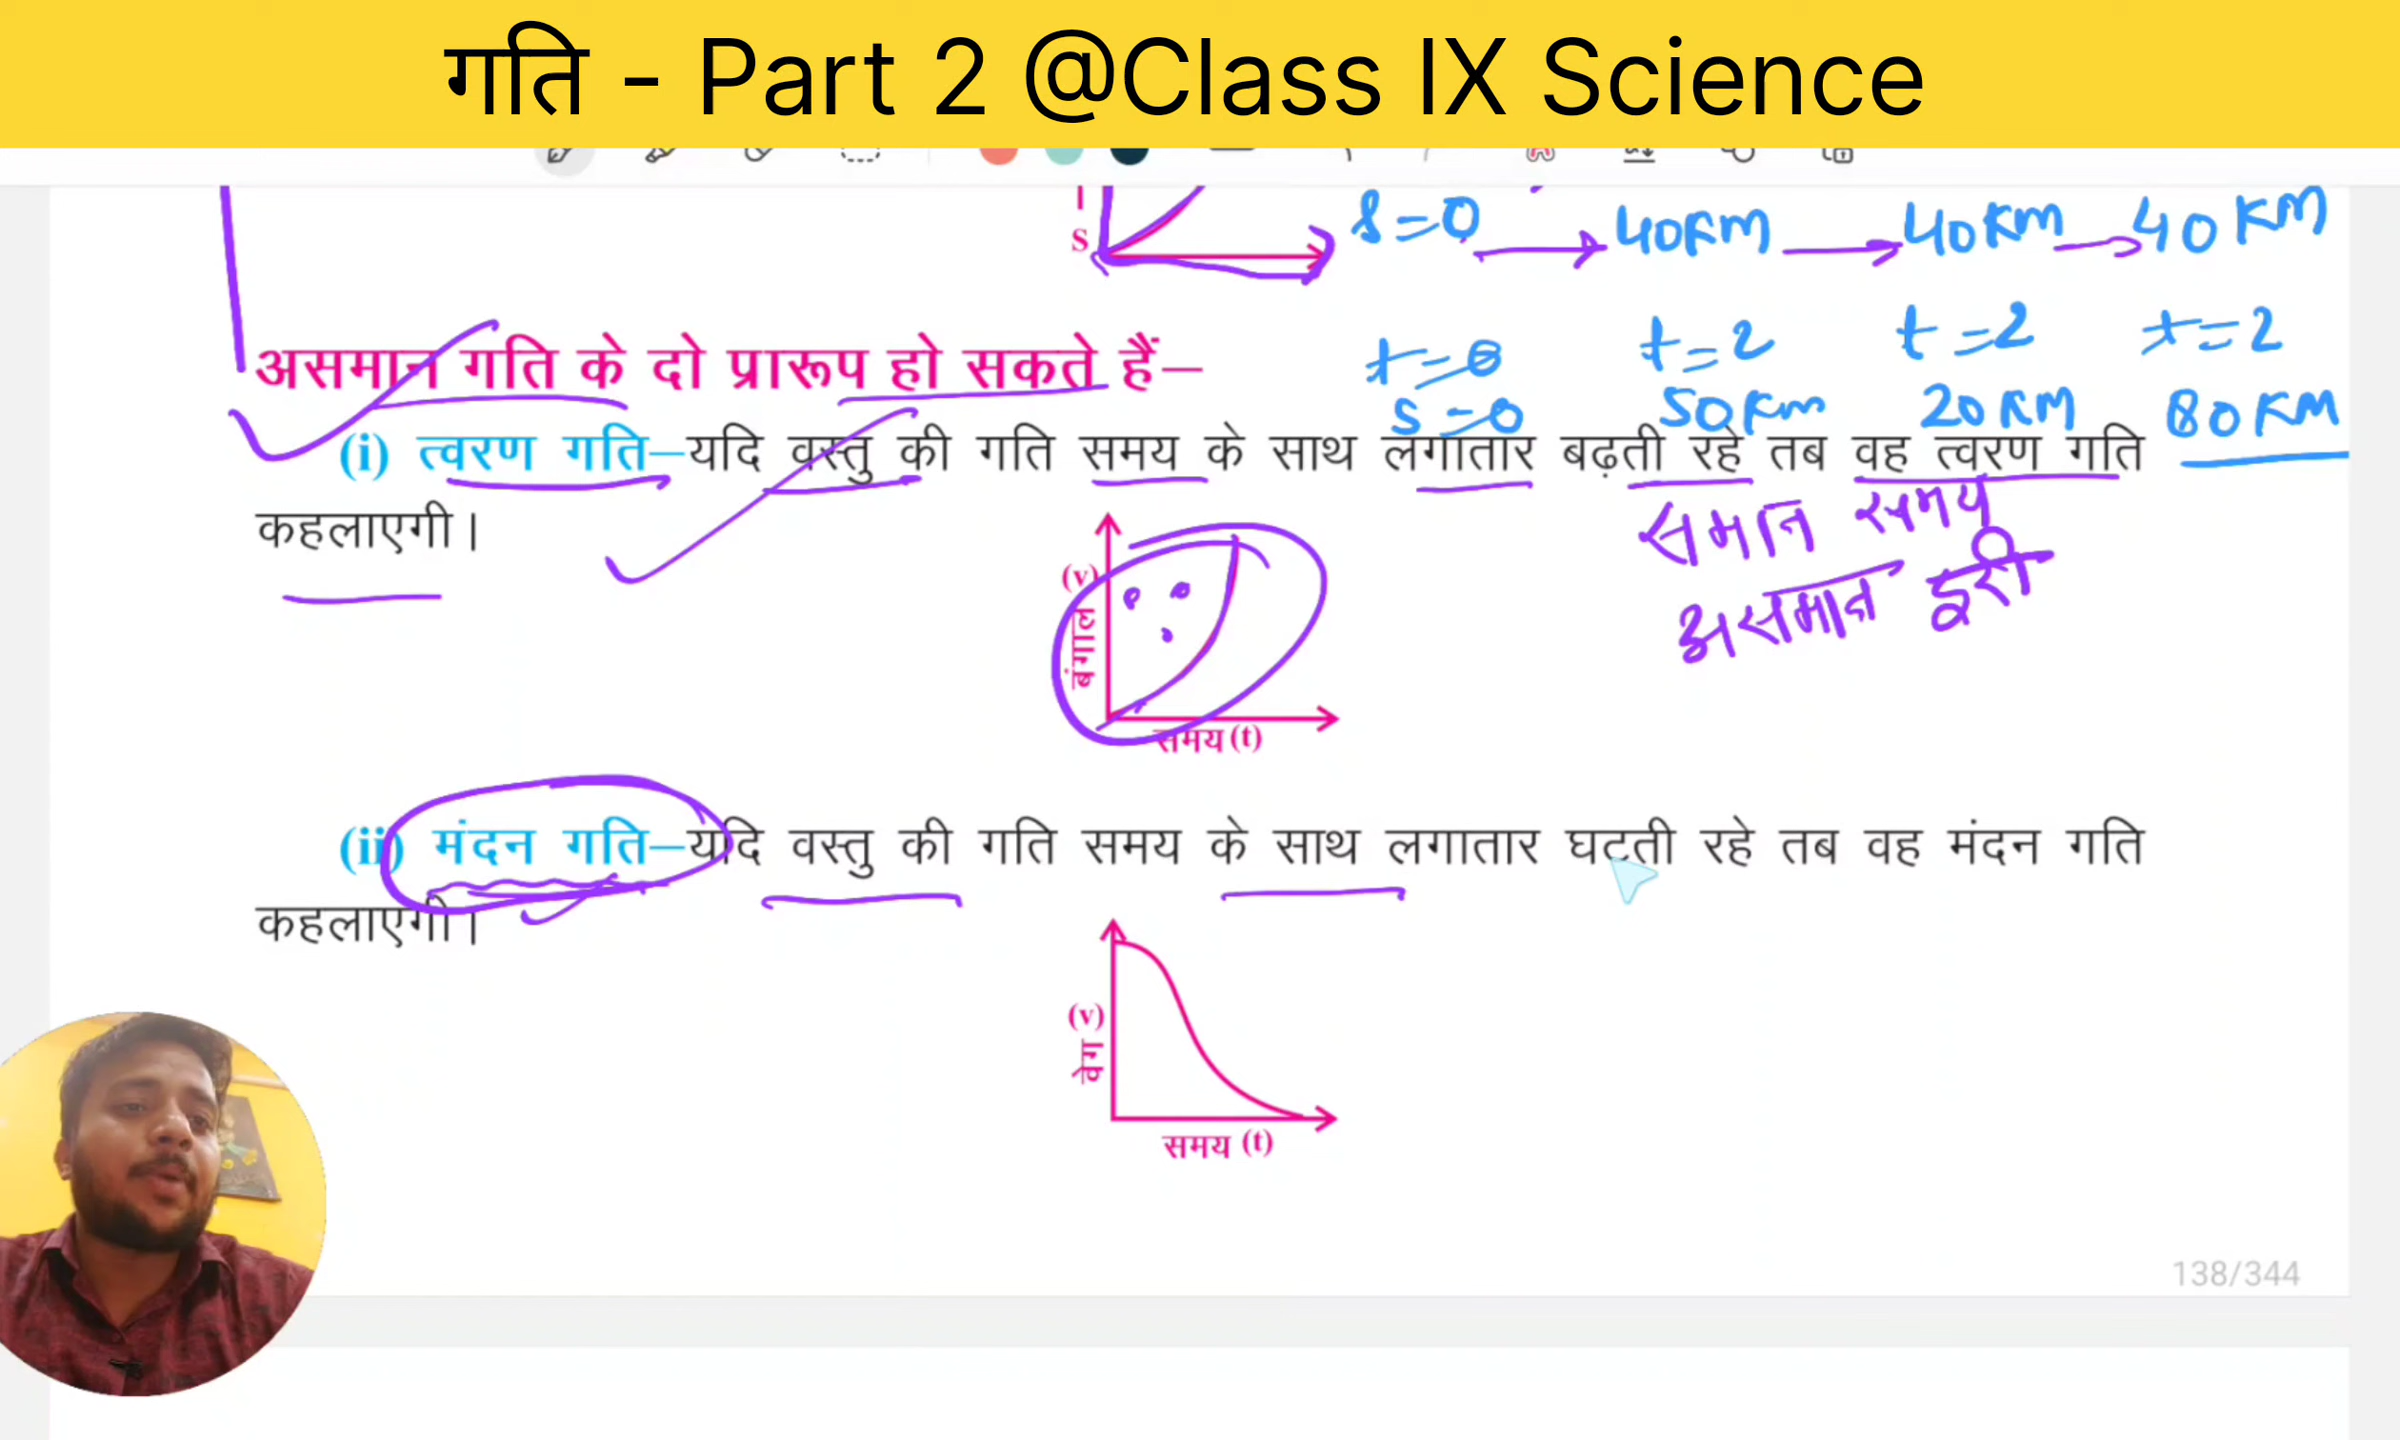 गति - Part 2 @Class IX Science
S
s=0 → 40KM → 40KM → 40KM
t=0 t=2 t=2 t=2
s=0 50Km 20KM 80KM
असमान गति के दो प्रारूप हो सकते हैं—
(i) त्वरण गति—यदि वस्तु की गति समय के साथ लगातार बढ़ती रहे तब वह त्वरण गति
कहलाएगी।
समान समय
असमान दूरी
(v)
बंगाल
समय (t)
(ii) मंदन गति—यदि वस्तु की गति समय के साथ लगातार घटती रहे तब वह मंदन गति
कहलाएगी।
(v)
वेग
समय (t)
138/344